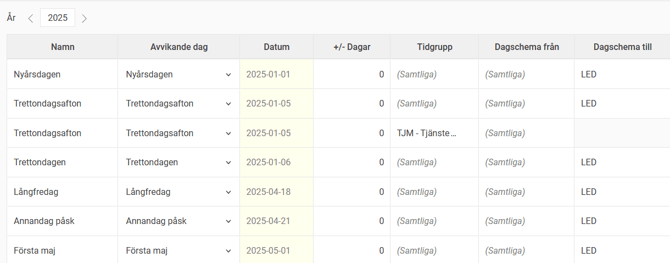 År 2025
Namn Avvikande dag Datum +/- Dagar Tidgrupp Dagschema från Dagschema till
Nyårsdagen Nyårsdagen 2025-01-01 0 (Samtliga) (Samtliga) LED
Trettondagsafton Trettondagsafton 2025-01-05 0 (Samtliga) (Samtliga) LED
Trettondagsafton Trettondagsafton 2025-01-05 0 TJM - Tjänste... (Samtliga)
Trettondagen Trettondagen 2025-01-06 0 (Samtliga) (Samtliga) LED
Långfredag Långfredag 2025-04-18 0 (Samtliga) (Samtliga) LED
Annandag påsk Annandag påsk 2025-04-21 0 (Samtliga) (Samtliga) LED
Första maj Första maj 2025-05-01 0 (Samtliga) (Samtliga) LED